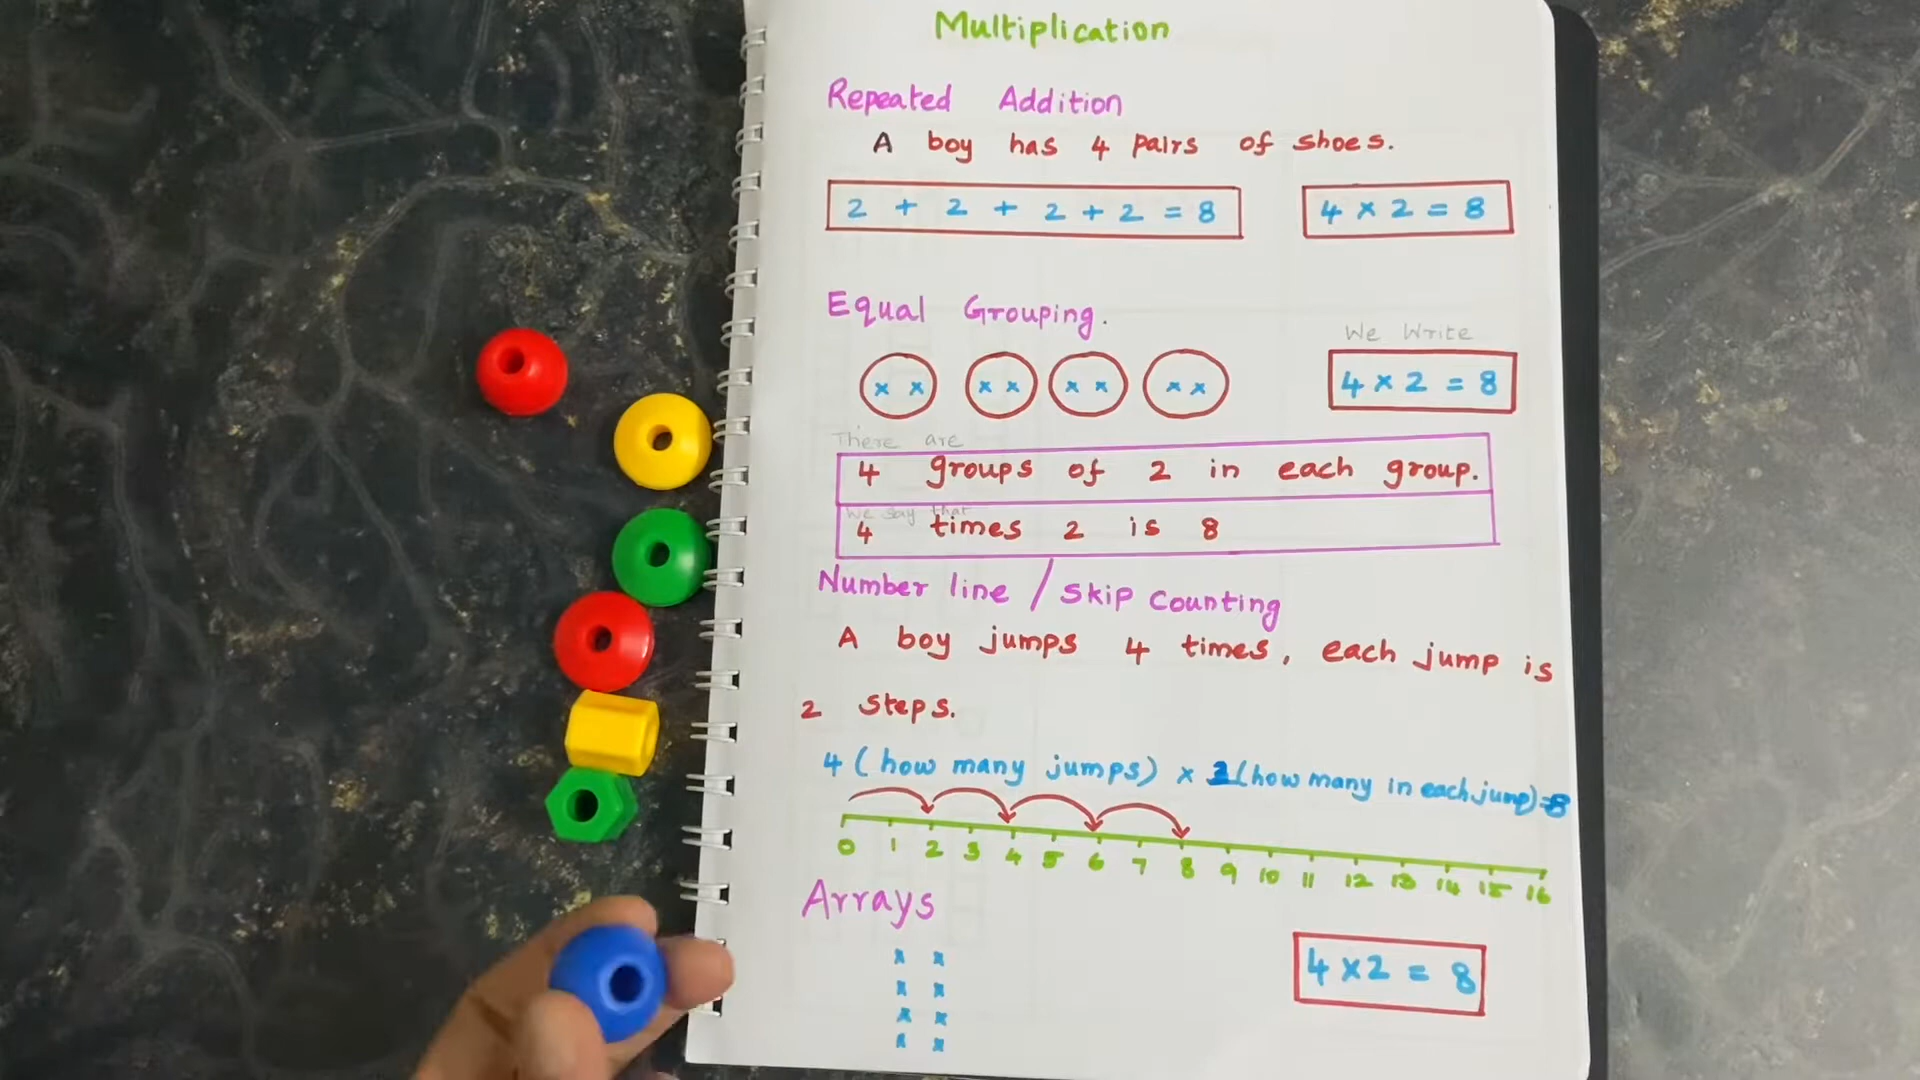 Multiplication
Repeated Addition
A boy has 4 pairs of shoes.
2 + 2 + 2 + 2 = 8
4 x 2 = 8
Equal Grouping.
We Write
x x x x x x x x
4 x 2 = 8
There are
4 groups of 2 in each group.
We say that
4 times 2 is 8
Number line / Skip Counting
A boy jumps 4 times, each jump is
2 steps.
4 (how many jumps) x 2 (how many in each jump) = 8
0 1 2 3 4 5 6 7 8 9 10 11 12 13 14 15 16
Arrays
x x
x x
x x
x x
4 x 2 = 8